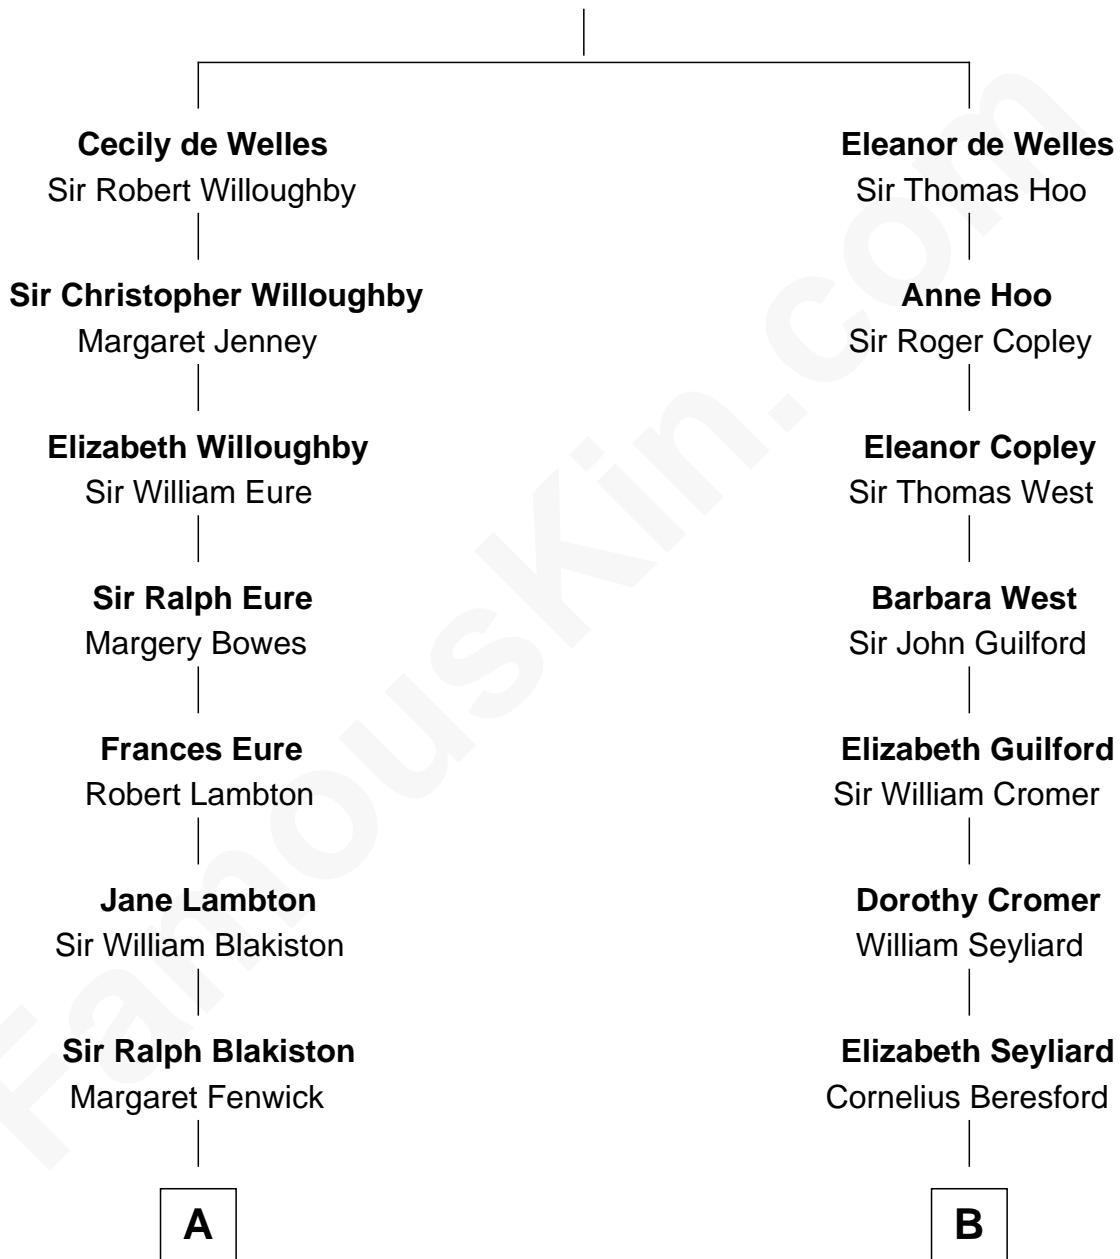 Cecily de Welles
Sir Robert Willoughby
Sir Christopher Willoughby
Margaret Jenney
Elizabeth Willoughby
Sir William Eure
Sir Ralph Eure
Margery Bowes
Frances Eure
Robert Lambton
Jane Lambton
Sir William Blakiston
Sir Ralph Blakiston
Margaret Fenwick
A
Eleanor de Welles
Sir Thomas Hoo
Anne Hoo
Sir Roger Copley
Eleanor Copley
Sir Thomas West
Barbara West
Sir John Guilford
Elizabeth Guilford
Sir William Cromer
Dorothy Cromer
William Seyliard
Elizabeth Seyliard
Cornelius Beresford
B
FamousKin.com